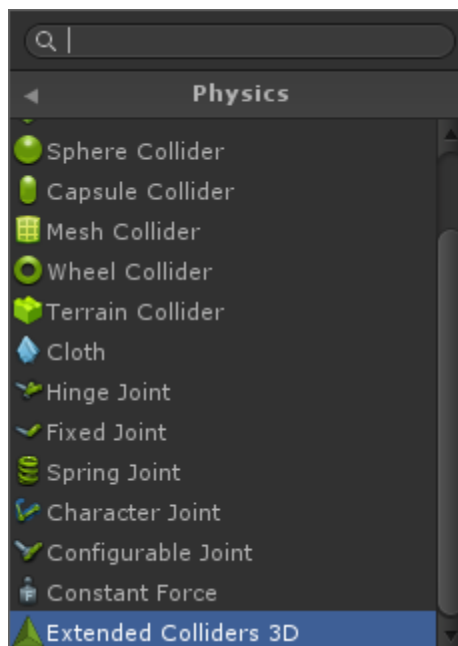 Physics
Sphere Collider
Capsule Collider
Mesh Collider
Wheel Collider
Terrain Collider
Cloth
Hinge Joint
Fixed Joint
Spring Joint
Character Joint
Configurable Joint
Constant Force
Extended Colliders 3D